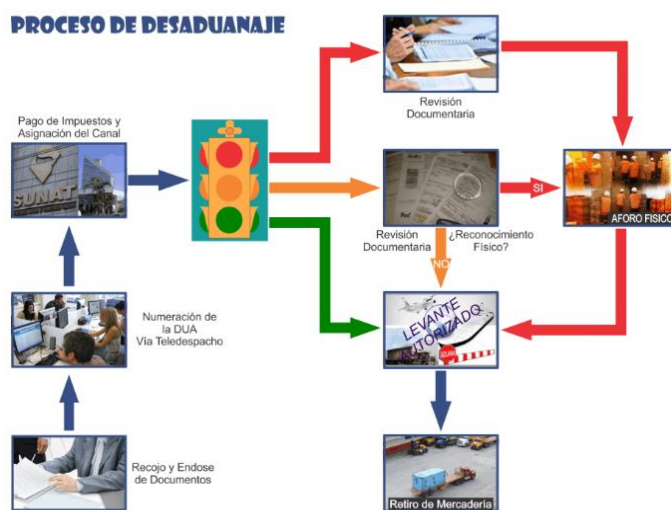 PROCESO DE DESADUANAJE
Revisión
Documentaria
Pago de Impuestos y
Asignación del Canal
SUNAT
SI
AFORO FISICO
Revisión
Documentaria
¿Reconocimiento
Físico?
NO
LEVANTE
AUTORIZADO
Numeración de
la DUA
Vía Teledespacho
Recojo y Endose
de Documentos
Retiro de Mercadería